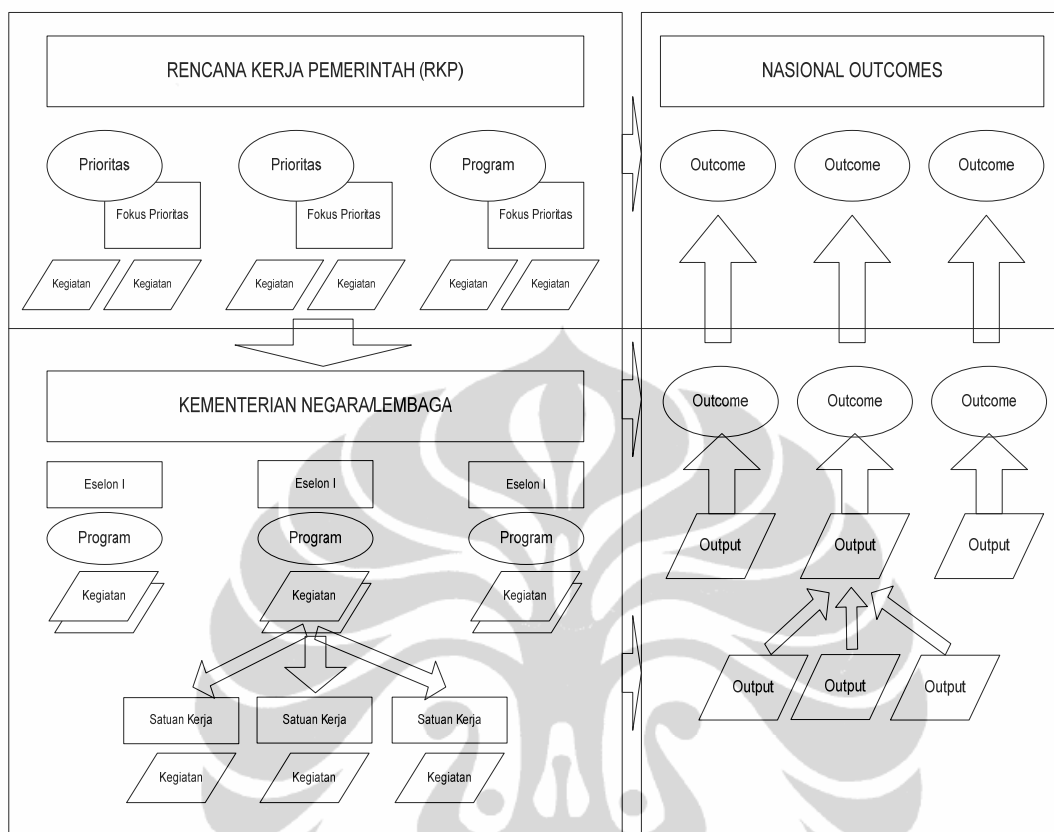 RENCANA KERJA PEMERINTAH (RKP)
Prioritas
Prioritas
Program
Fokus Prioritas
Fokus Prioritas
Fokus Prioritas
Kegiatan
Kegiatan
Kegiatan
Kegiatan
Kegiatan
Kegiatan
NASIONAL OUTCOMES
Outcome
Outcome
Outcome
KEMENTERIAN NEGARA/LEMBAGA
Eselon I
Eselon I
Eselon I
Program
Program
Program
Kegiatan
Kegiatan
Kegiatan
Satuan Kerja
Satuan Kerja
Satuan Kerja
Kegiatan
Kegiatan
Kegiatan
Outcome
Outcome
Outcome
Output
Output
Output
Output
Output
Output